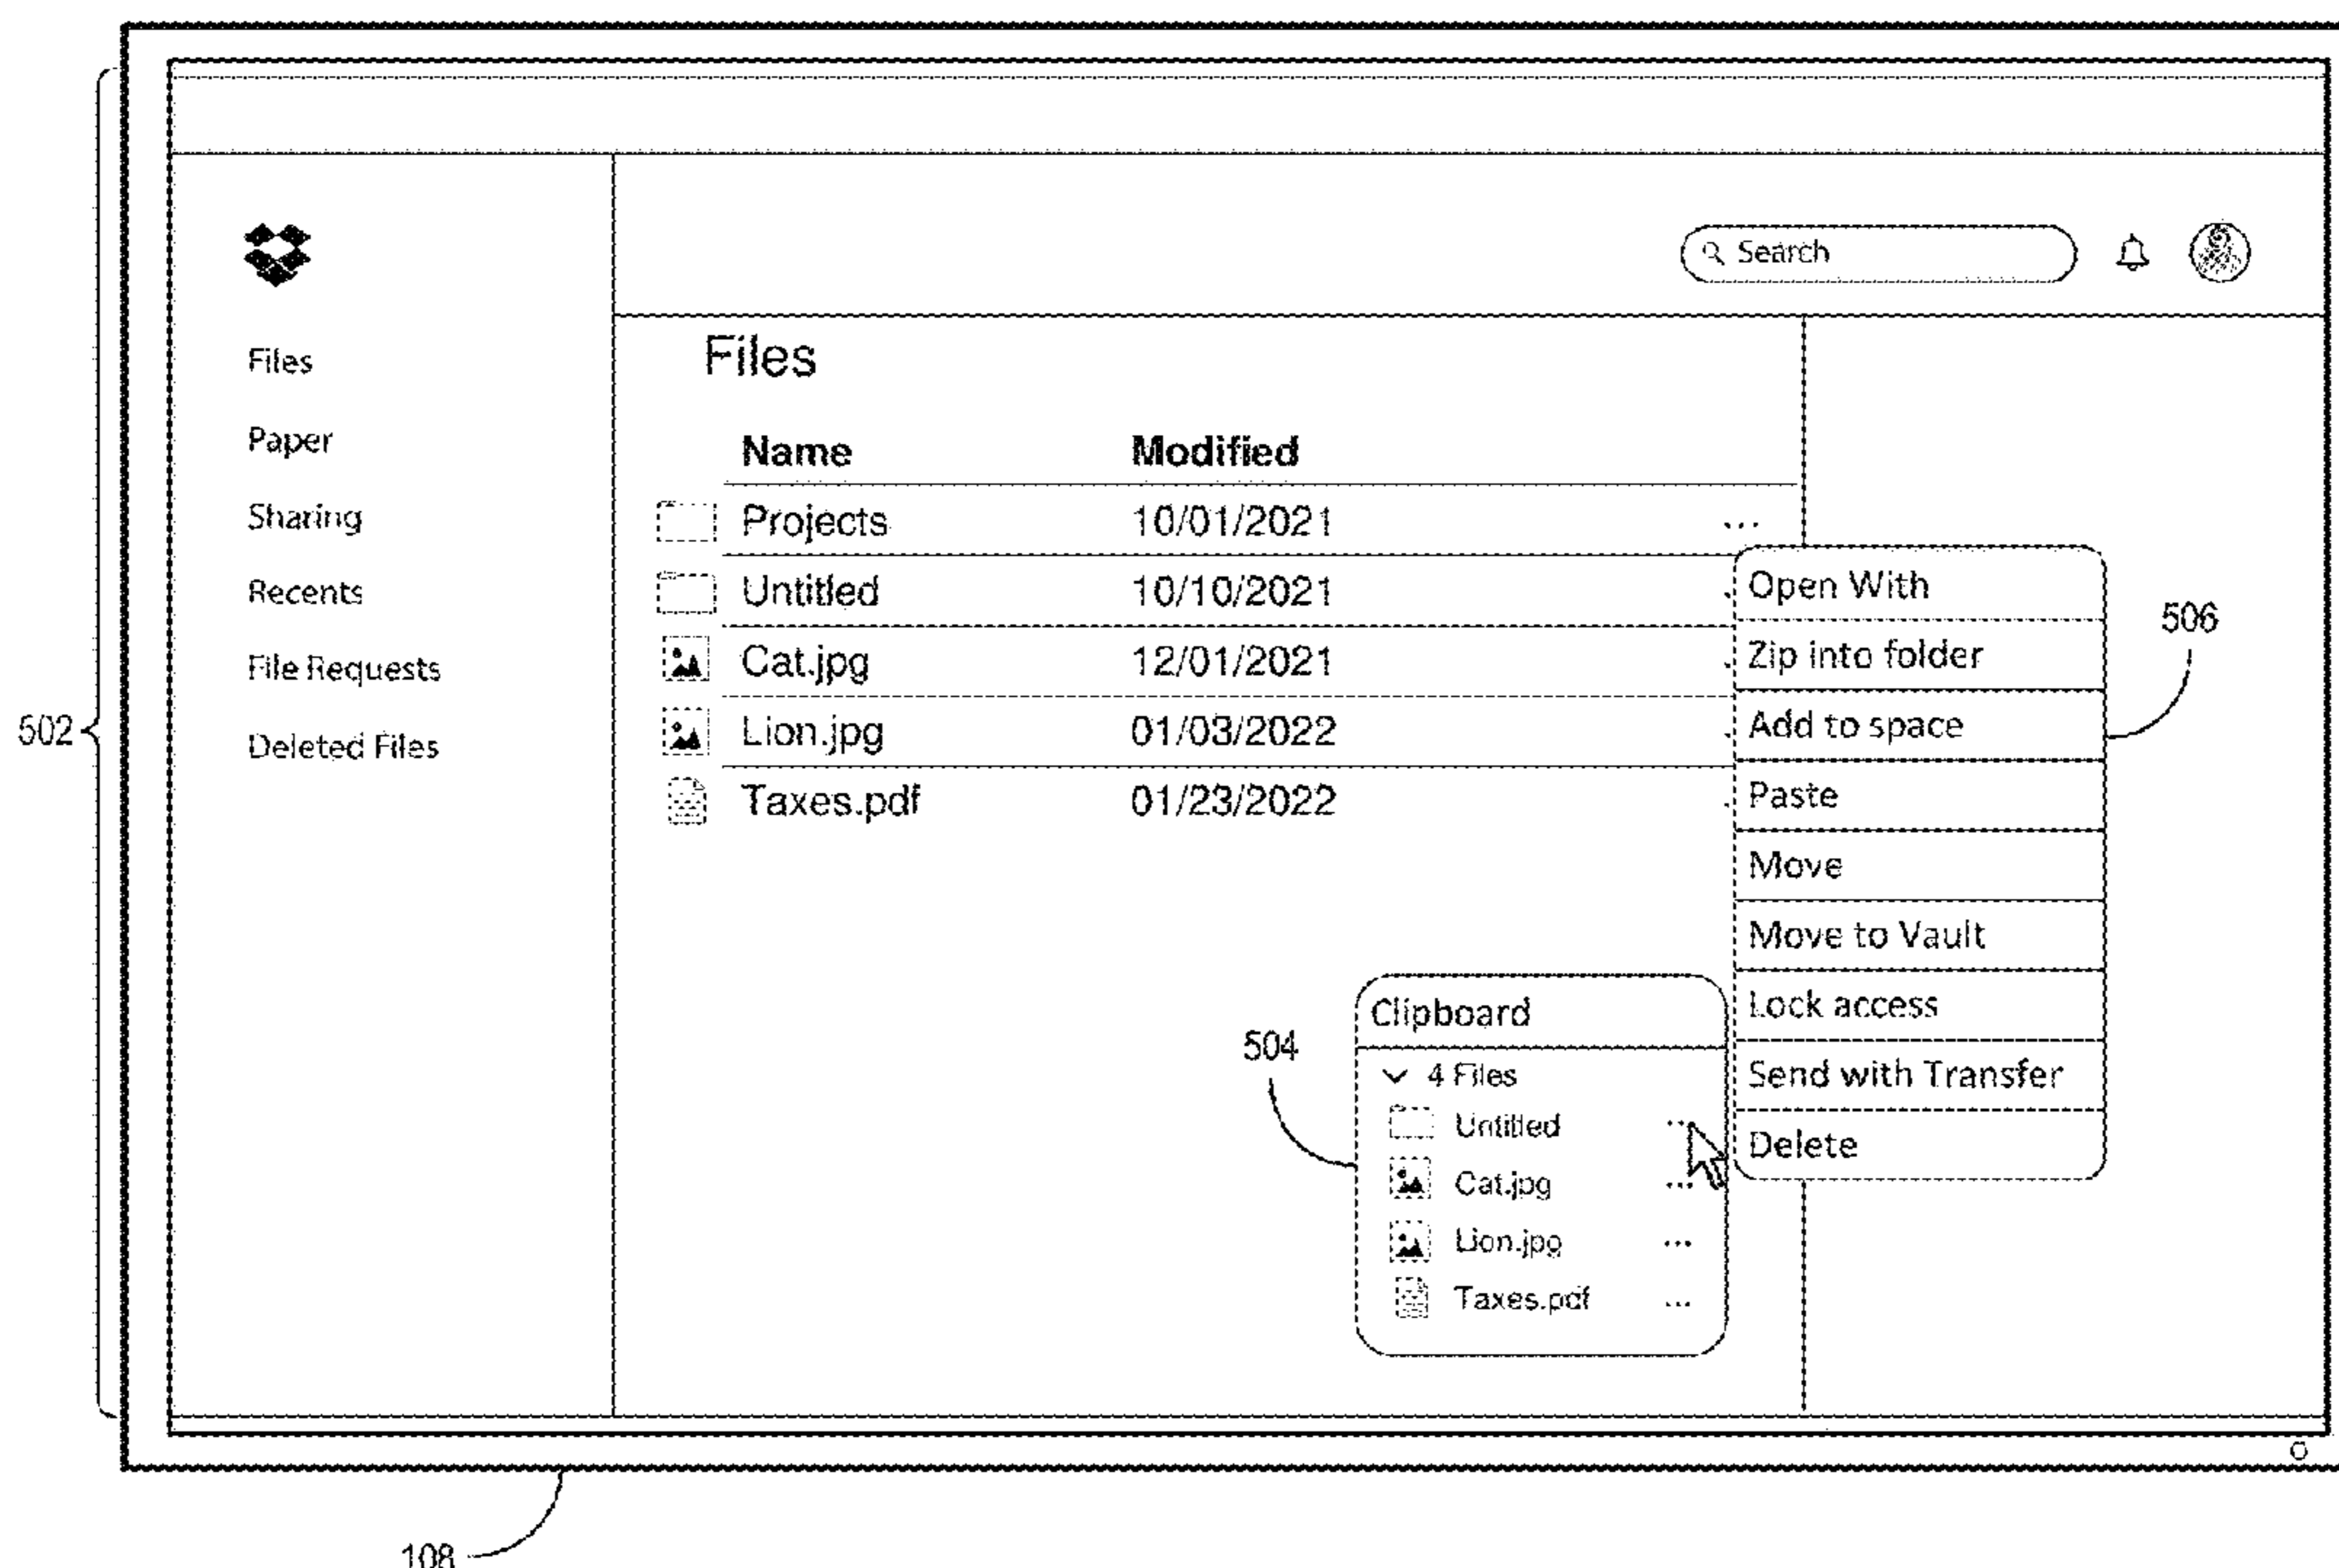 Search
Files
Paper
Sharing
Recents
File Requests
Deleted Files
Files
Name Modified
Projects 10/01/2021 ...
Untitled 10/10/2021
Cat.jpg 12/01/2021
Lion.jpg 01/03/2022
Taxes.pdf 01/23/2022
Open With
Zip into folder
Add to space
Paste
Move
Move to Vault
Lock access
Send with Transfer
Delete
Clipboard
4 Files
Untitled ...
Cat.jpg ...
Lion.jpg ...
Taxes.pdf ...
502
504
506
108